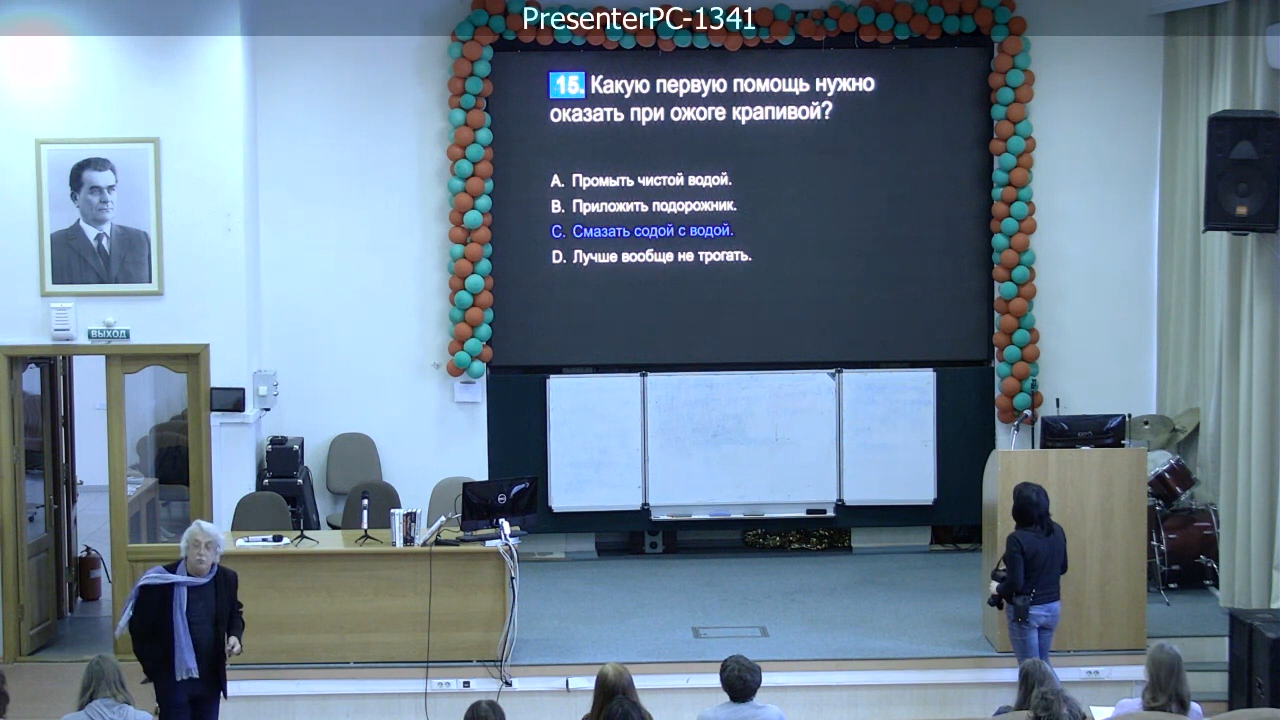 PresenterPC-1341
15. Какую первую помощь нужно
оказать при ожоге крапивой?
A. Промыть чистой водой.
B. Приложить подорожник.
C. Смазать содой с водой.
D. Лучше вообще не трогать.
ВЫХОД
DELL